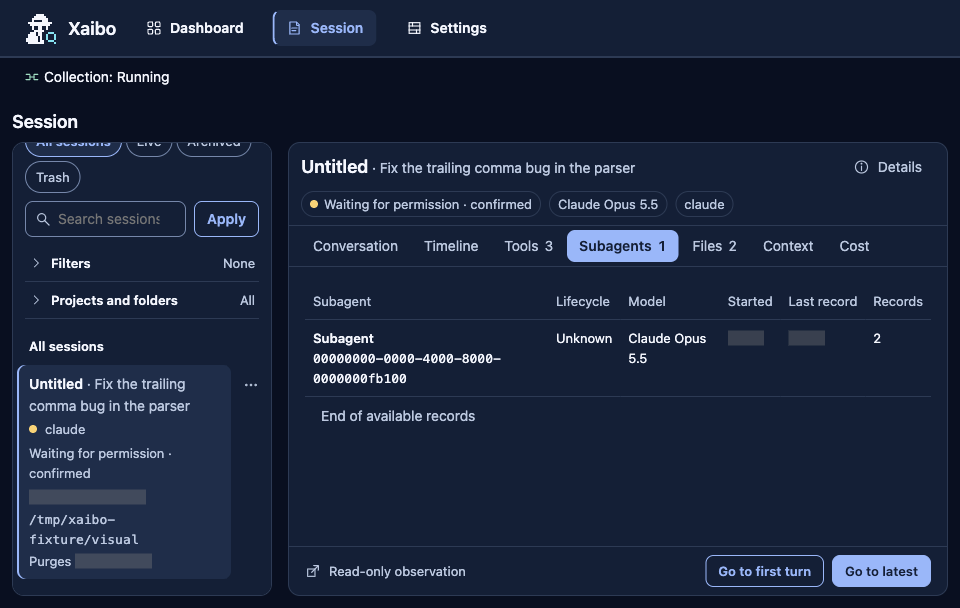 Xaibo
Dashboard
Session
Settings
Collection: Running
Session
All sessions
Live
Archived
Trash
Search sessions
Apply
Filters
None
Projects and folders
All
All sessions
Untitled · Fix the trailing
comma bug in the parser
claude
Waiting for permission ·
confirmed
/tmp/xaibo-
fixture/visual
Purges
Untitled · Fix the trailing comma bug in the parser
Details
Waiting for permission · confirmed
Claude Opus 5.5
claude
Conversation
Timeline
Tools 3
Subagents 1
Files 2
Context
Cost
Subagent
Lifecycle
Model
Started
Last record
Records
Subagent
00000000-0000-4000-8000-
0000000fb100
Unknown
Claude Opus
5.5
2
End of available records
Read-only observation
Go to first turn
Go to latest